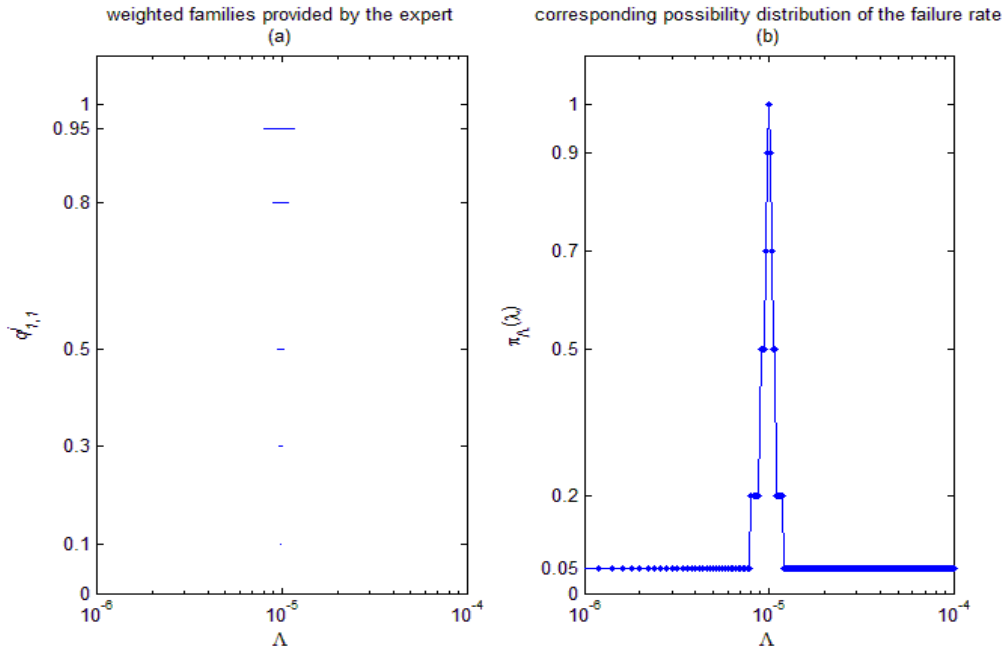 weighted families provided by the expert
(a)
1
0.95
0.8
0.5
0.3
0.1
0
q^j_{1,1}
10^-6
10^-5
10^-4
Λ
corresponding possibility distribution of the failure rate
(b)
1
0.9
0.7
0.5
0.2
0.05
0
π_Λ(λ)
10^-6
10^-5
10^-4
Λ